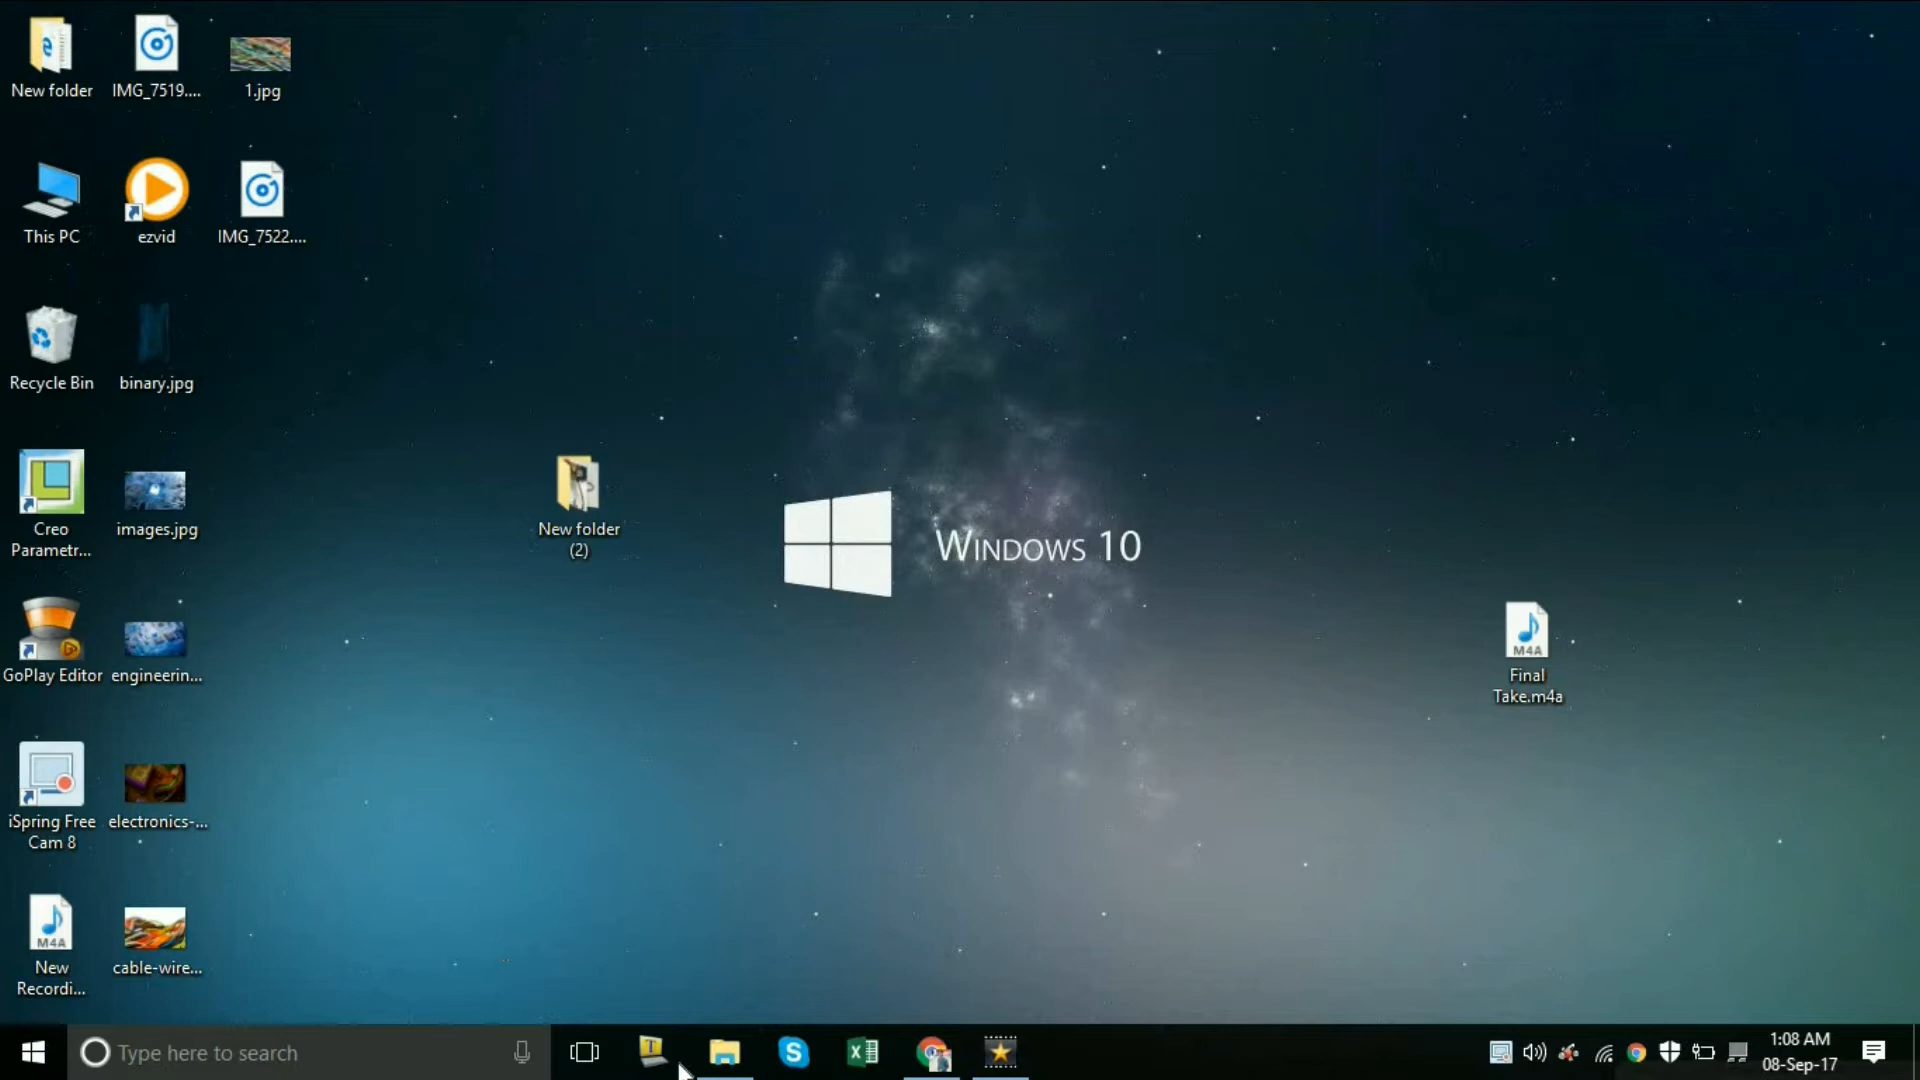 New folder
IMG_7519....
1.jpg
This PC
ezvid
IMG_7522....
Recycle Bin
binary.jpg
Creo
Parametr...
images.jpg
New folder
(2)
WINDOWS 10
GoPlay Editor
engineerin...
M4A
Final
Take.m4a
iSpring Free
Cam 8
electronics-...
M4A
New
Recordi...
cable-wire...
Type here to search
1:08 AM
08-Sep-17